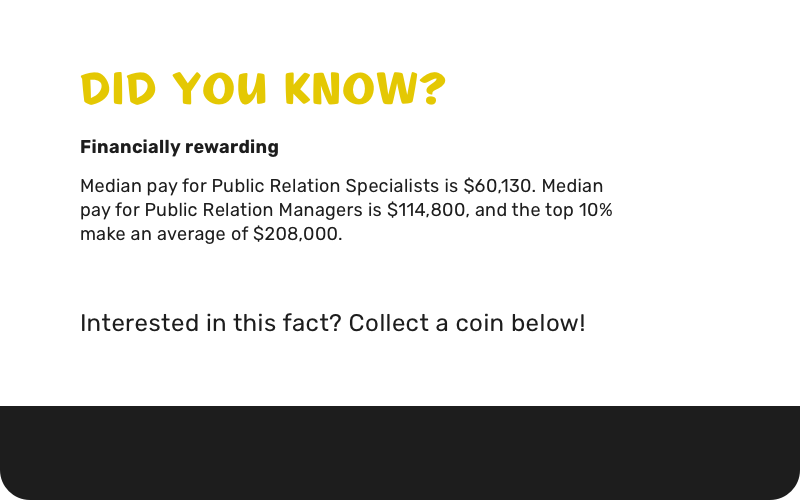 DID YOU KNOW?
Financially rewarding
Median pay for Public Relation Specialists is $60,130. Median
pay for Public Relation Managers is $114,800, and the top 10%
make an average of $208,000.
Interested in this fact? Collect a coin below!